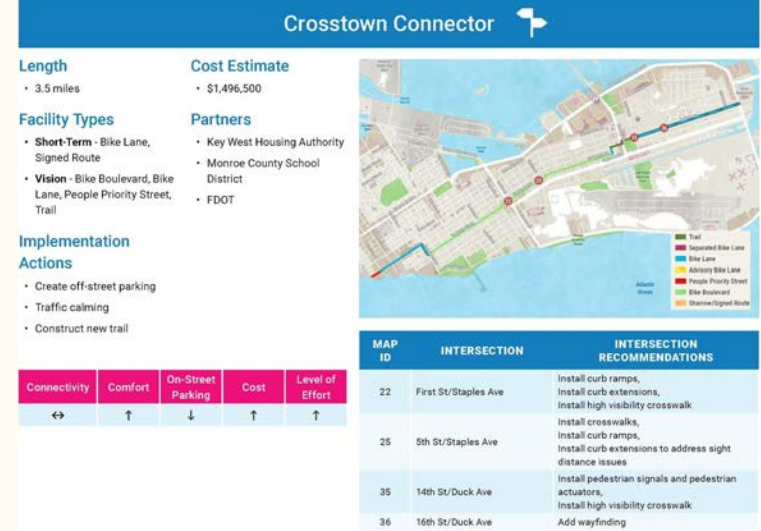 Crosstown Connector
Length
• 3.5 miles
Cost Estimate
• $1,496,500
Facility Types
• Short-Term - Bike Lane,
Signed Route
• Vision - Bike Boulevard, Bike
Lane, People Priority Street,
Trail
Partners
• Key West Housing Authority
• Monroe County School
District
• FDOT
Implementation
Actions
• Create off-street parking
• Traffic calming
• Construct new trail
Connectivity Comfort On-Street Parking Cost Level of Effort
↔ ↑ ↓ ↑ ↑
Trail
Separated Bike Lane
Bike Lane
Advisory Bike Lane
People Priority Street
Bike Boulevard
Sharrow/Signed Route
Atlantic
Ocean
MAP
ID
INTERSECTION
INTERSECTION
RECOMMENDATIONS
22 First St/Staples Ave
Install curb ramps,
Install curb extensions,
Install high visibility crosswalk
25 5th St/Staples Ave
Install crosswalks,
Install curb ramps,
Install curb extensions to address sight
distance issues
35 14th St/Duck Ave
Install pedestrian signals and pedestrian
actuators,
Install high visibility crosswalk
36 16th St/Duck Ave Add wayfinding